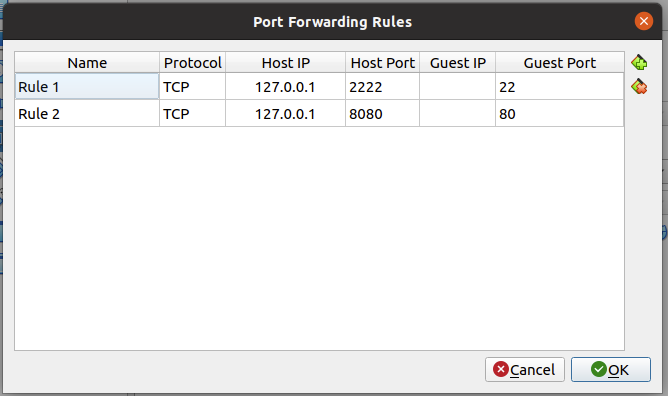 Port Forwarding Rules
Name Protocol Host IP Host Port Guest IP Guest Port
Rule 1 TCP 127.0.0.1 2222 22
Rule 2 TCP 127.0.0.1 8080 80
Cancel OK